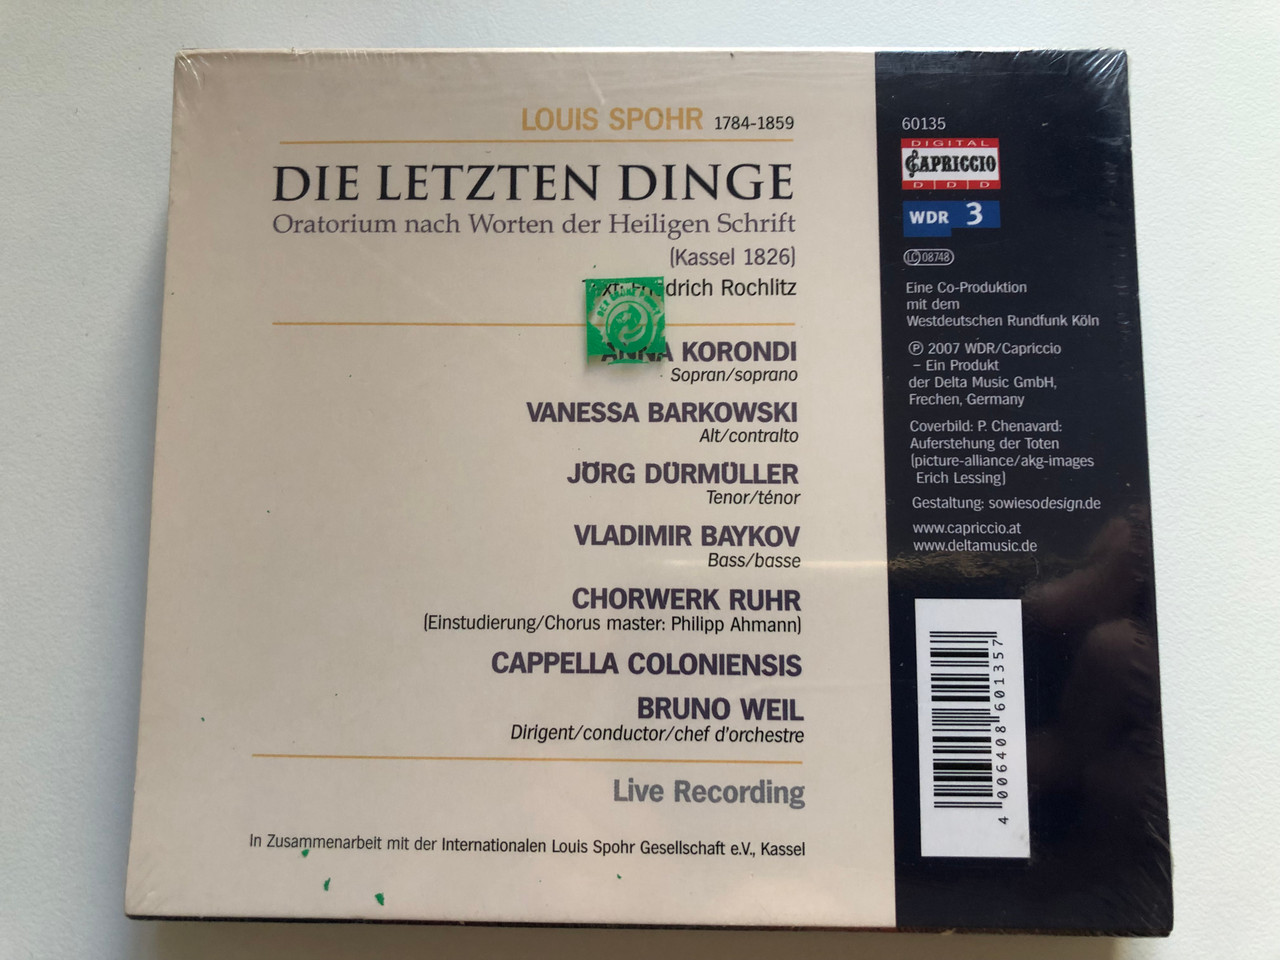 LOUIS SPOHR 1784-1859
DIE LETZTEN DINGE
Oratorium nach Worten der Heiligen Schrift
(Kassel 1826)
Text: Friedrich Rochlitz
ANNA KORONDI
Sopran/soprano
VANESSA BARKOWSKI
Alt/contralto
JÖRG DÜRMÜLLER
Tenor/ténor
VLADIMIR BAYKOV
Bass/basse
CHORWERK RUHR
(Einstudierung/Chorus master: Philipp Ahmann)
CAPPELLA COLONIENSIS
BRUNO WEIL
Dirigent/conductor/chef d'orchestre
Live Recording
In Zusammenarbeit mit der Internationalen Louis Spohr Gesellschaft e.V., Kassel
60135
DIGITAL
CAPRICCIO
D|D|D
WDR 3
LC 08748
Eine Co-Produktion
mit dem
Westdeutschen Rundfunk Köln
℗ 2007 WDR/Capriccio
– Ein Produkt
der Delta Music GmbH,
Frechen, Germany
Coverbild: P. Chenavard:
Auferstehung der Toten
(picture-alliance/akg-images
Erich Lessing)
Gestaltung: sowiesodesign.de
www.capriccio.at
www.deltamusic.de
4 006408 601357